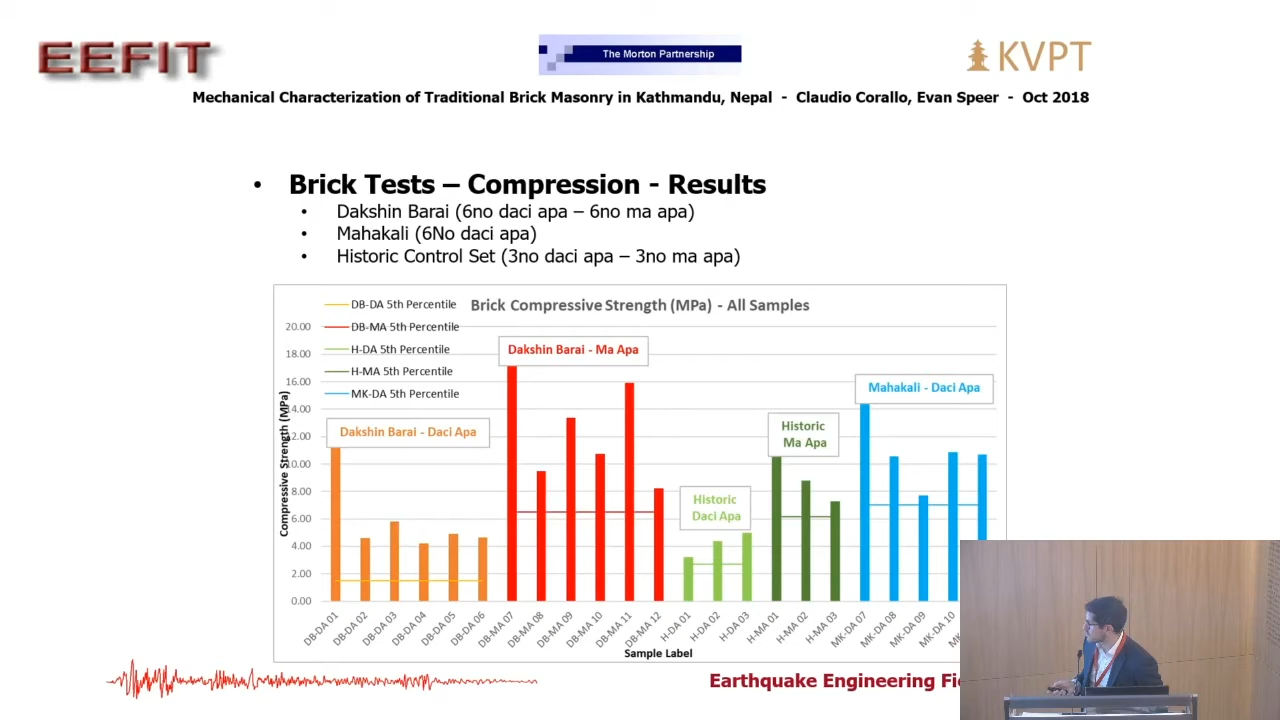 EEFIT
The Morton Partnership
KVPT
Mechanical Characterization of Traditional Brick Masonry in Kathmandu, Nepal - Claudio Corallo, Evan Speer - Oct 2018
• Brick Tests – Compression - Results
• Dakshin Barai (6no daci apa – 6no ma apa)
• Mahakali (6No daci apa)
• Historic Control Set (3no daci apa – 3no ma apa)
Brick Compressive Strength (MPa) - All Samples
DB-DA 5th Percentile
DB-MA 5th Percentile
H-DA 5th Percentile
H-MA 5th Percentile
MK-DA 5th Percentile
20.00
18.00
16.00
14.00
12.00
10.00
8.00
6.00
4.00
2.00
0.00
Compressive Strength (MPa)
Dakshin Barai - Daci Apa
Dakshin Barai - Ma Apa
Historic
Daci Apa
Historic
Ma Apa
Mahakali - Daci Apa
DB-DA 01
DB-DA 02
DB-DA 03
DB-DA 04
DB-DA 05
DB-DA 06
DB-MA 07
DB-MA 08
DB-MA 09
DB-MA 10
DB-MA 11
DB-MA 12
H-DA 01
H-DA 02
H-DA 03
H-MA 01
H-MA 02
H-MA 03
MK-DA 07
MK-DA 08
MK-DA 09
MK-DA 10
Sample Label
Earthquake Engineering